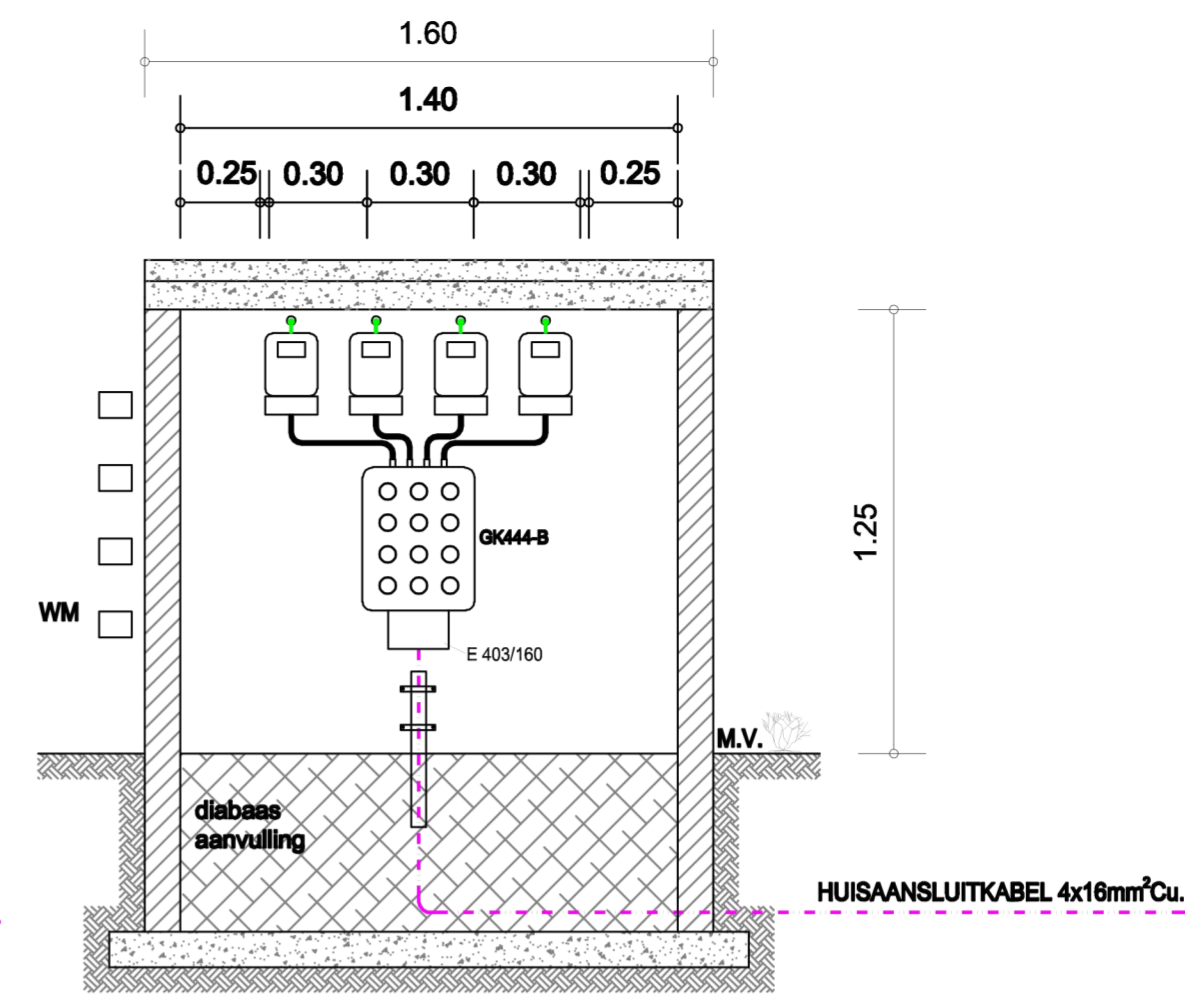 1.60
1.40
0.25 0.30 0.30 0.30 0.25
GK444-B
1.25
WM
E 403/160
M.V.
diabaas
aanvulling
HUISAANSLUITKABEL 4x16mm²Cu.